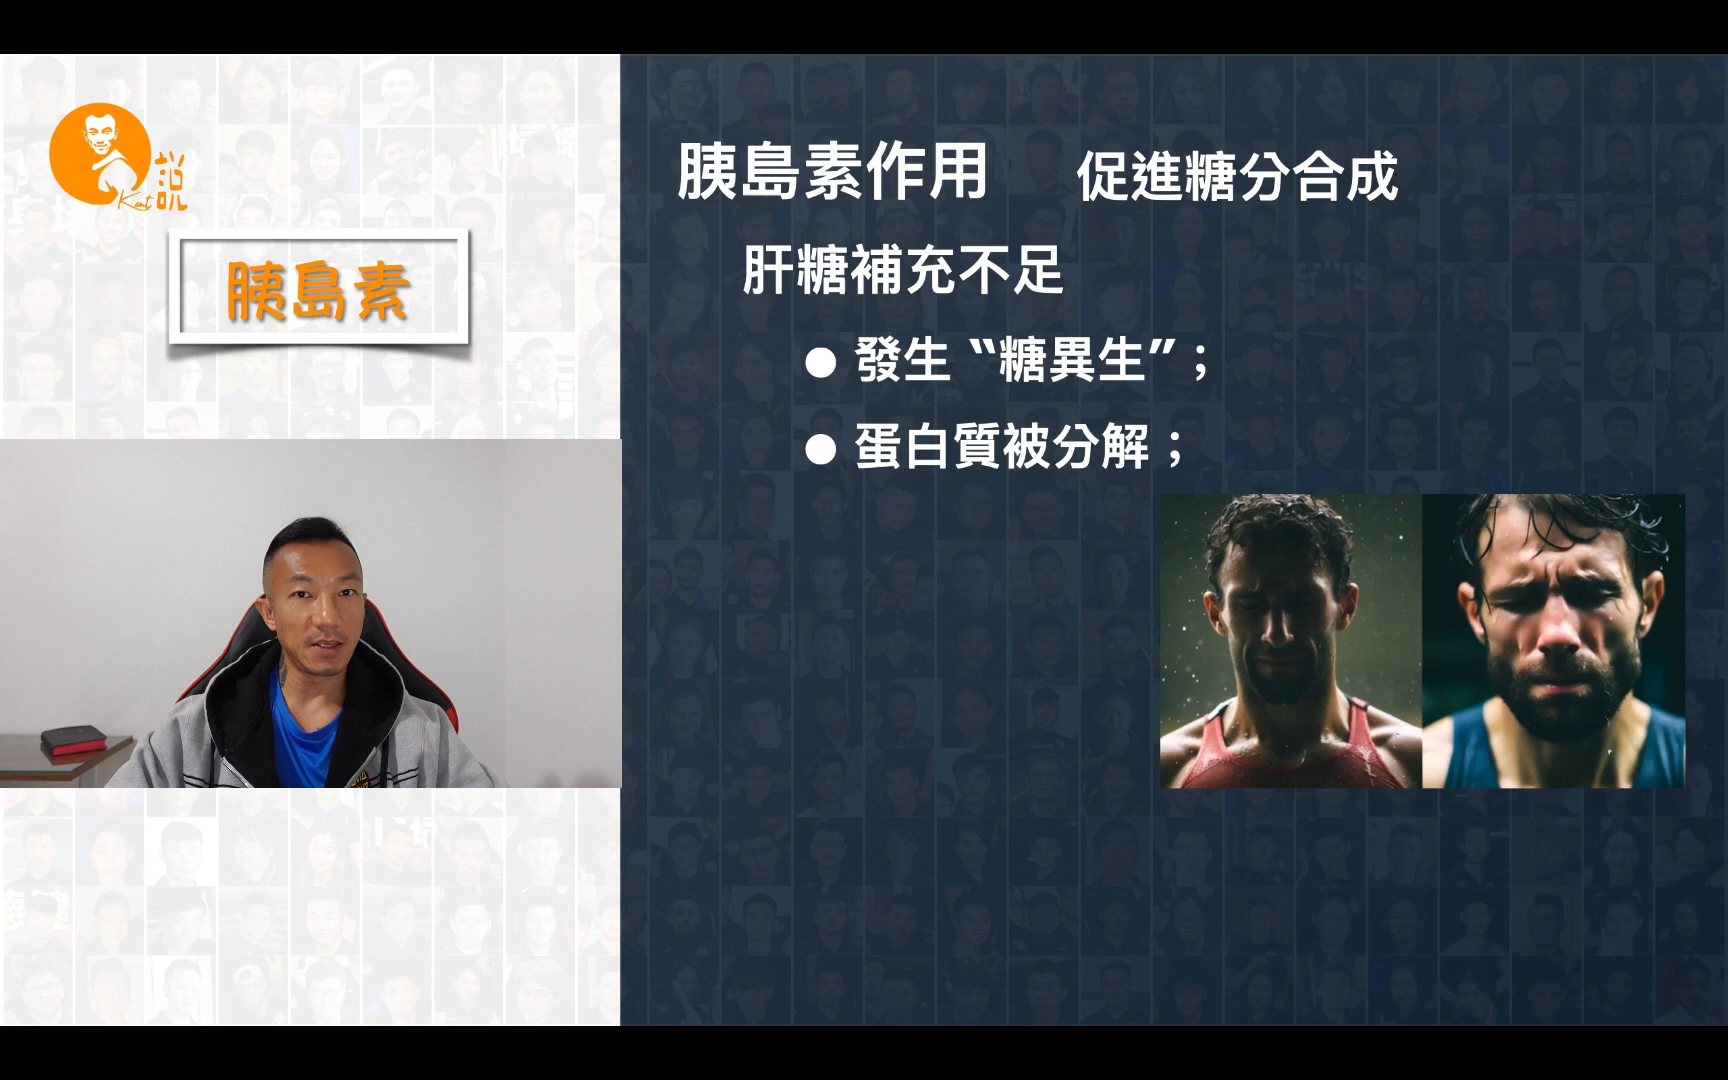 Kent 說
胰島素
胰島素作用 促進糖分合成
肝糖補充不足
● 發生 “糖異生”；
● 蛋白質被分解；